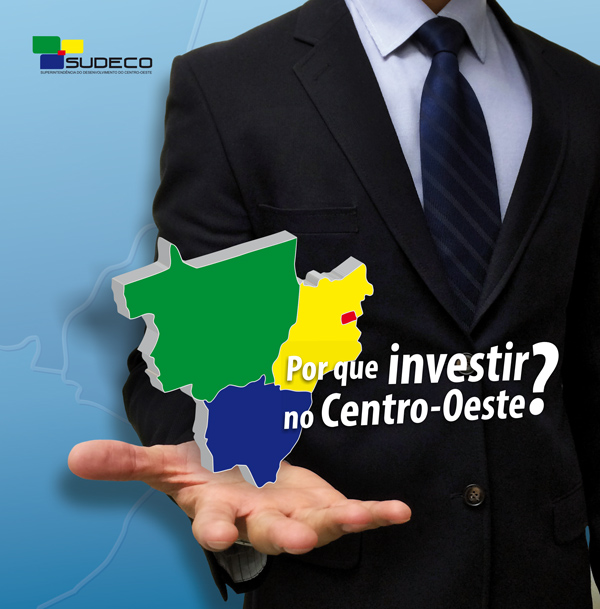 SUDECO
SUPERINTENDÊNCIA DO DESENVOLVIMENTO DO CENTRO-OESTE
Por que investir
no Centro-Oeste?